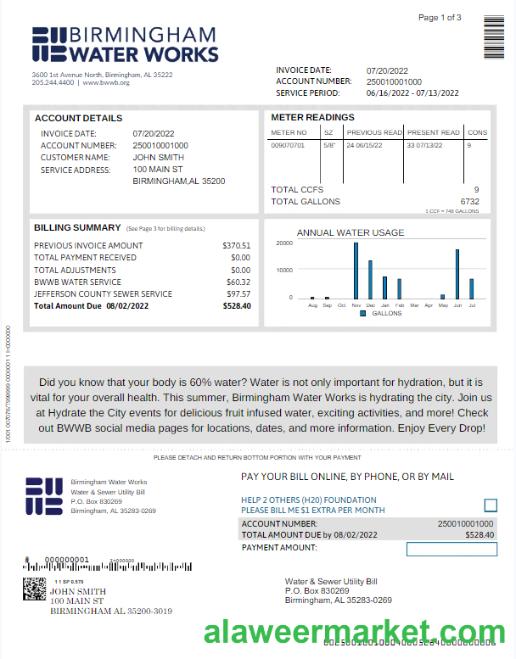 Page 1 of 3
BIRMINGHAM
WATER WORKS
3600 1st Avenue North, Birmingham, AL 35222
205.244.4400 | www.bwwb.org
INVOICE DATE: 07/20/2022
ACCOUNT NUMBER: 250010001000
SERVICE PERIOD: 06/16/2022 - 07/13/2022
ACCOUNT DETAILS
INVOICE DATE: 07/20/2022
ACCOUNT NUMBER: 250010001000
CUSTOMER NAME: JOHN SMITH
SERVICE ADDRESS: 100 MAIN ST
BIRMINGHAM,AL 35200
METER READINGS
METER NO SZ PREVIOUS READ PRESENT READ CONS
009070701 5/8" 24 06/15/22 33 07/13/22 9
TOTAL CCFS 9
TOTAL GALLONS 6732
1 CCF = 748 GALLONS
BILLING SUMMARY (See Page 3 for billing details)
PREVIOUS INVOICE AMOUNT $370.51
TOTAL PAYMENT RECEIVED $0.00
TOTAL ADJUSTMENTS $0.00
BWWB WATER SERVICE $60.32
JEFFERSON COUNTY SEWER SERVICE $97.57
Total Amount Due 08/02/2022 $528.40
ANNUAL WATER USAGE
20000
10000
0
Aug Sep Oct Nov Dec Jan Feb Mar Apr May Jun Jul
GALLONS
Did you know that your body is 60% water? Water is not only important for hydration, but it is
vital for your overall health. This summer, Birmingham Water Works is hydrating the city. Join us
at Hydrate the City events for delicious fruit infused water, exciting activities, and more! Check
out BWWB social media pages for locations, dates, and more information. Enjoy Every Drop!
PLEASE DETACH AND RETURN BOTTOM PORTION WITH YOUR PAYMENT
Birmingham Water Works
Water & Sewer Utility Bill
P.O. Box 830269
Birmingham, AL 35283-0269
PAY YOUR BILL ONLINE, BY PHONE, OR BY MAIL
HELP 2 OTHERS (H20) FOUNDATION
PLEASE BILL ME $1 EXTRA PER MONTH
ACCOUNT NUMBER: 250010001000
TOTAL AMOUNT DUE by 08/02/2022 $528.40
PAYMENT AMOUNT:
000000001
JOHN SMITH
100 MAIN ST
BIRMINGHAM AL 35200-3019
Water & Sewer Utility Bill
P.O Box 830269
Birmingham, AL 35283-0269
alaweermarket.com